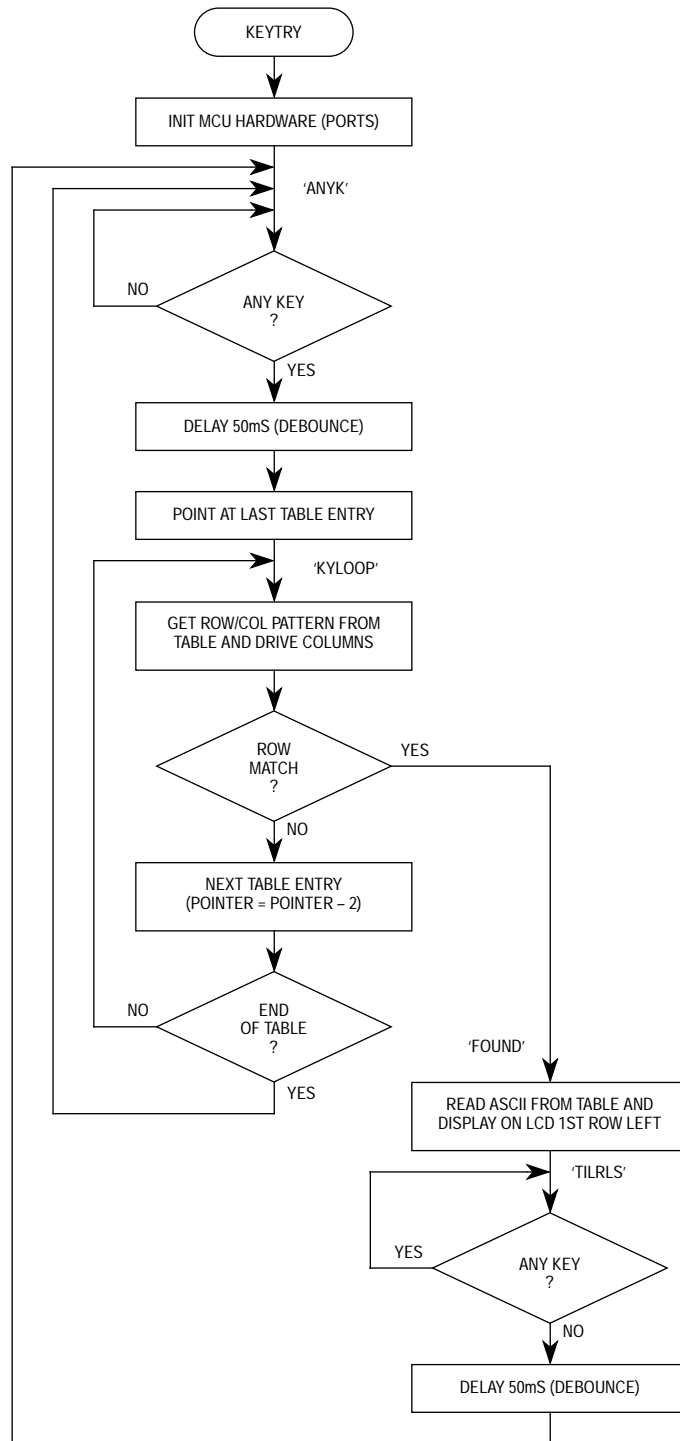 KEYTRY
INIT MCU HARDWARE (PORTS)
'ANYK'
NO
ANY KEY
?
YES
DELAY 50mS (DEBOUNCE)
POINT AT LAST TABLE ENTRY
'KYLOOP'
GET ROW/COL PATTERN FROM
TABLE AND DRIVE COLUMNS
ROW
MATCH
?
YES
NO
NEXT TABLE ENTRY
(POINTER = POINTER – 2)
NO
END
OF TABLE
?
YES
'FOUND'
READ ASCII FROM TABLE AND
DISPLAY ON LCD 1ST ROW LEFT
'TILRLS'
YES
ANY KEY
?
NO
DELAY 50mS (DEBOUNCE)